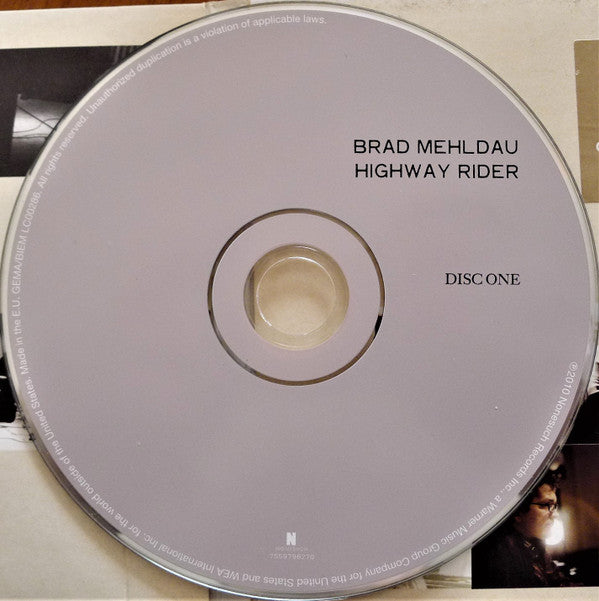 BRAD MEHLDAU
HIGHWAY RIDER
DISC ONE
N
NONESUCH
7559796270
℗2010 Nonesuch Records Inc., a Warner Music Group Company for the United States and WEA International Inc. for the world outside of the United States. Made in the E.U. GEMA/BIEM LC00286. All rights reserved. Unauthorized duplication is a violation of applicable laws.